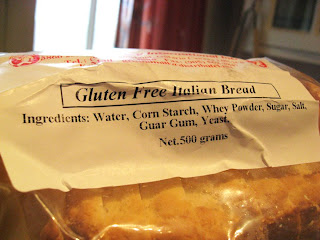 Gluten Free Italian Bread
Ingredients: Water, Corn Starch, Whey Powder, Sugar, Salt,
Guar Gum, Yeast.
Net.500 grams